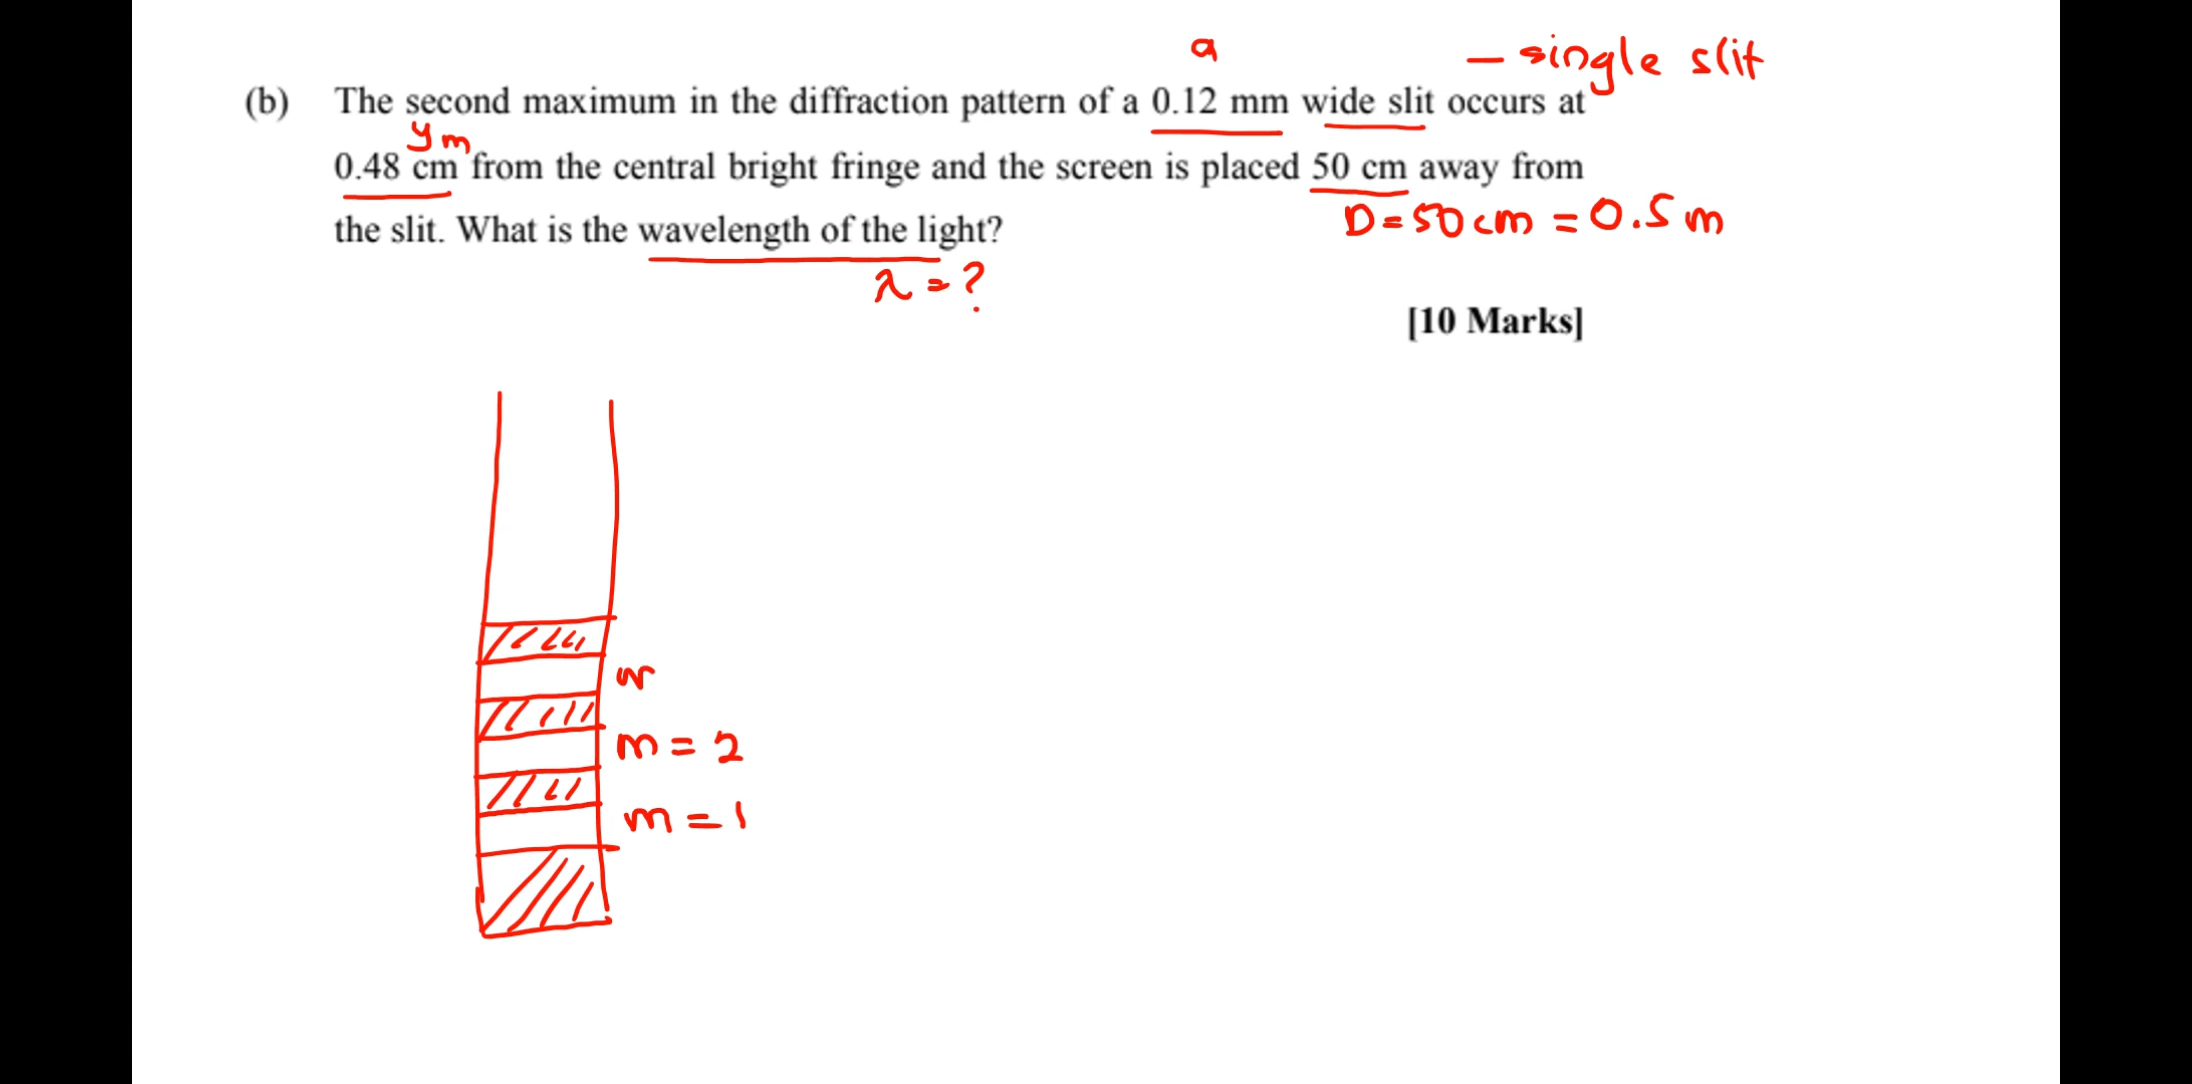 a
– single slit
(b) The second maximum in the diffraction pattern of a 0.12 mm wide slit occurs at
ym
0.48 cm from the central bright fringe and the screen is placed 50 cm away from
D = 50 cm = 0.5 m
the slit. What is the wavelength of the light?
λ = ?
[10 Marks]
m = 2
m = 1